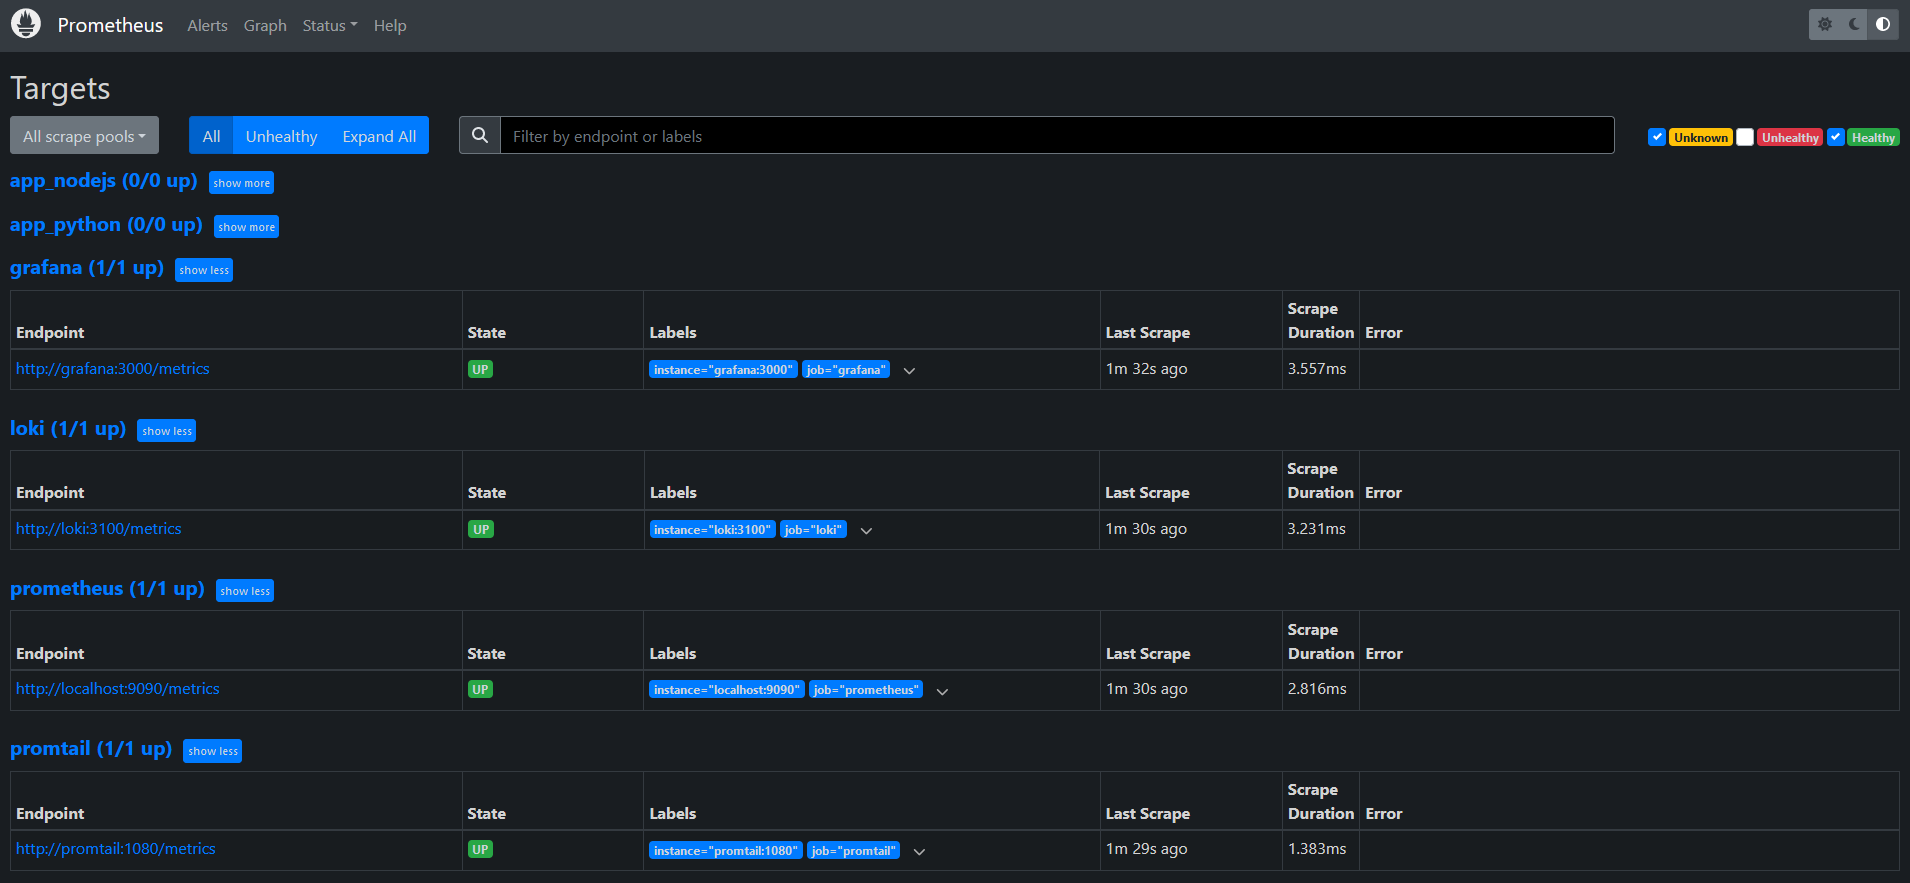 Prometheus Alerts Graph Status Help
Targets
All scrape pools All Unhealthy Expand All Filter by endpoint or labels Unknown Unhealthy Healthy
app_nodejs (0/0 up) show more
app_python (0/0 up) show more
grafana (1/1 up) show less
Endpoint State Labels Last Scrape Scrape Duration Error
http://grafana:3000/metrics UP instance="grafana:3000" job="grafana" 1m 32s ago 3.557ms
loki (1/1 up) show less
Endpoint State Labels Last Scrape Scrape Duration Error
http://loki:3100/metrics UP instance="loki:3100" job="loki" 1m 30s ago 3.231ms
prometheus (1/1 up) show less
Endpoint State Labels Last Scrape Scrape Duration Error
http://localhost:9090/metrics UP instance="localhost:9090" job="prometheus" 1m 30s ago 2.816ms
promtail (1/1 up) show less
Endpoint State Labels Last Scrape Scrape Duration Error
http://promtail:1080/metrics UP instance="promtail:1080" job="promtail" 1m 29s ago 1.383ms